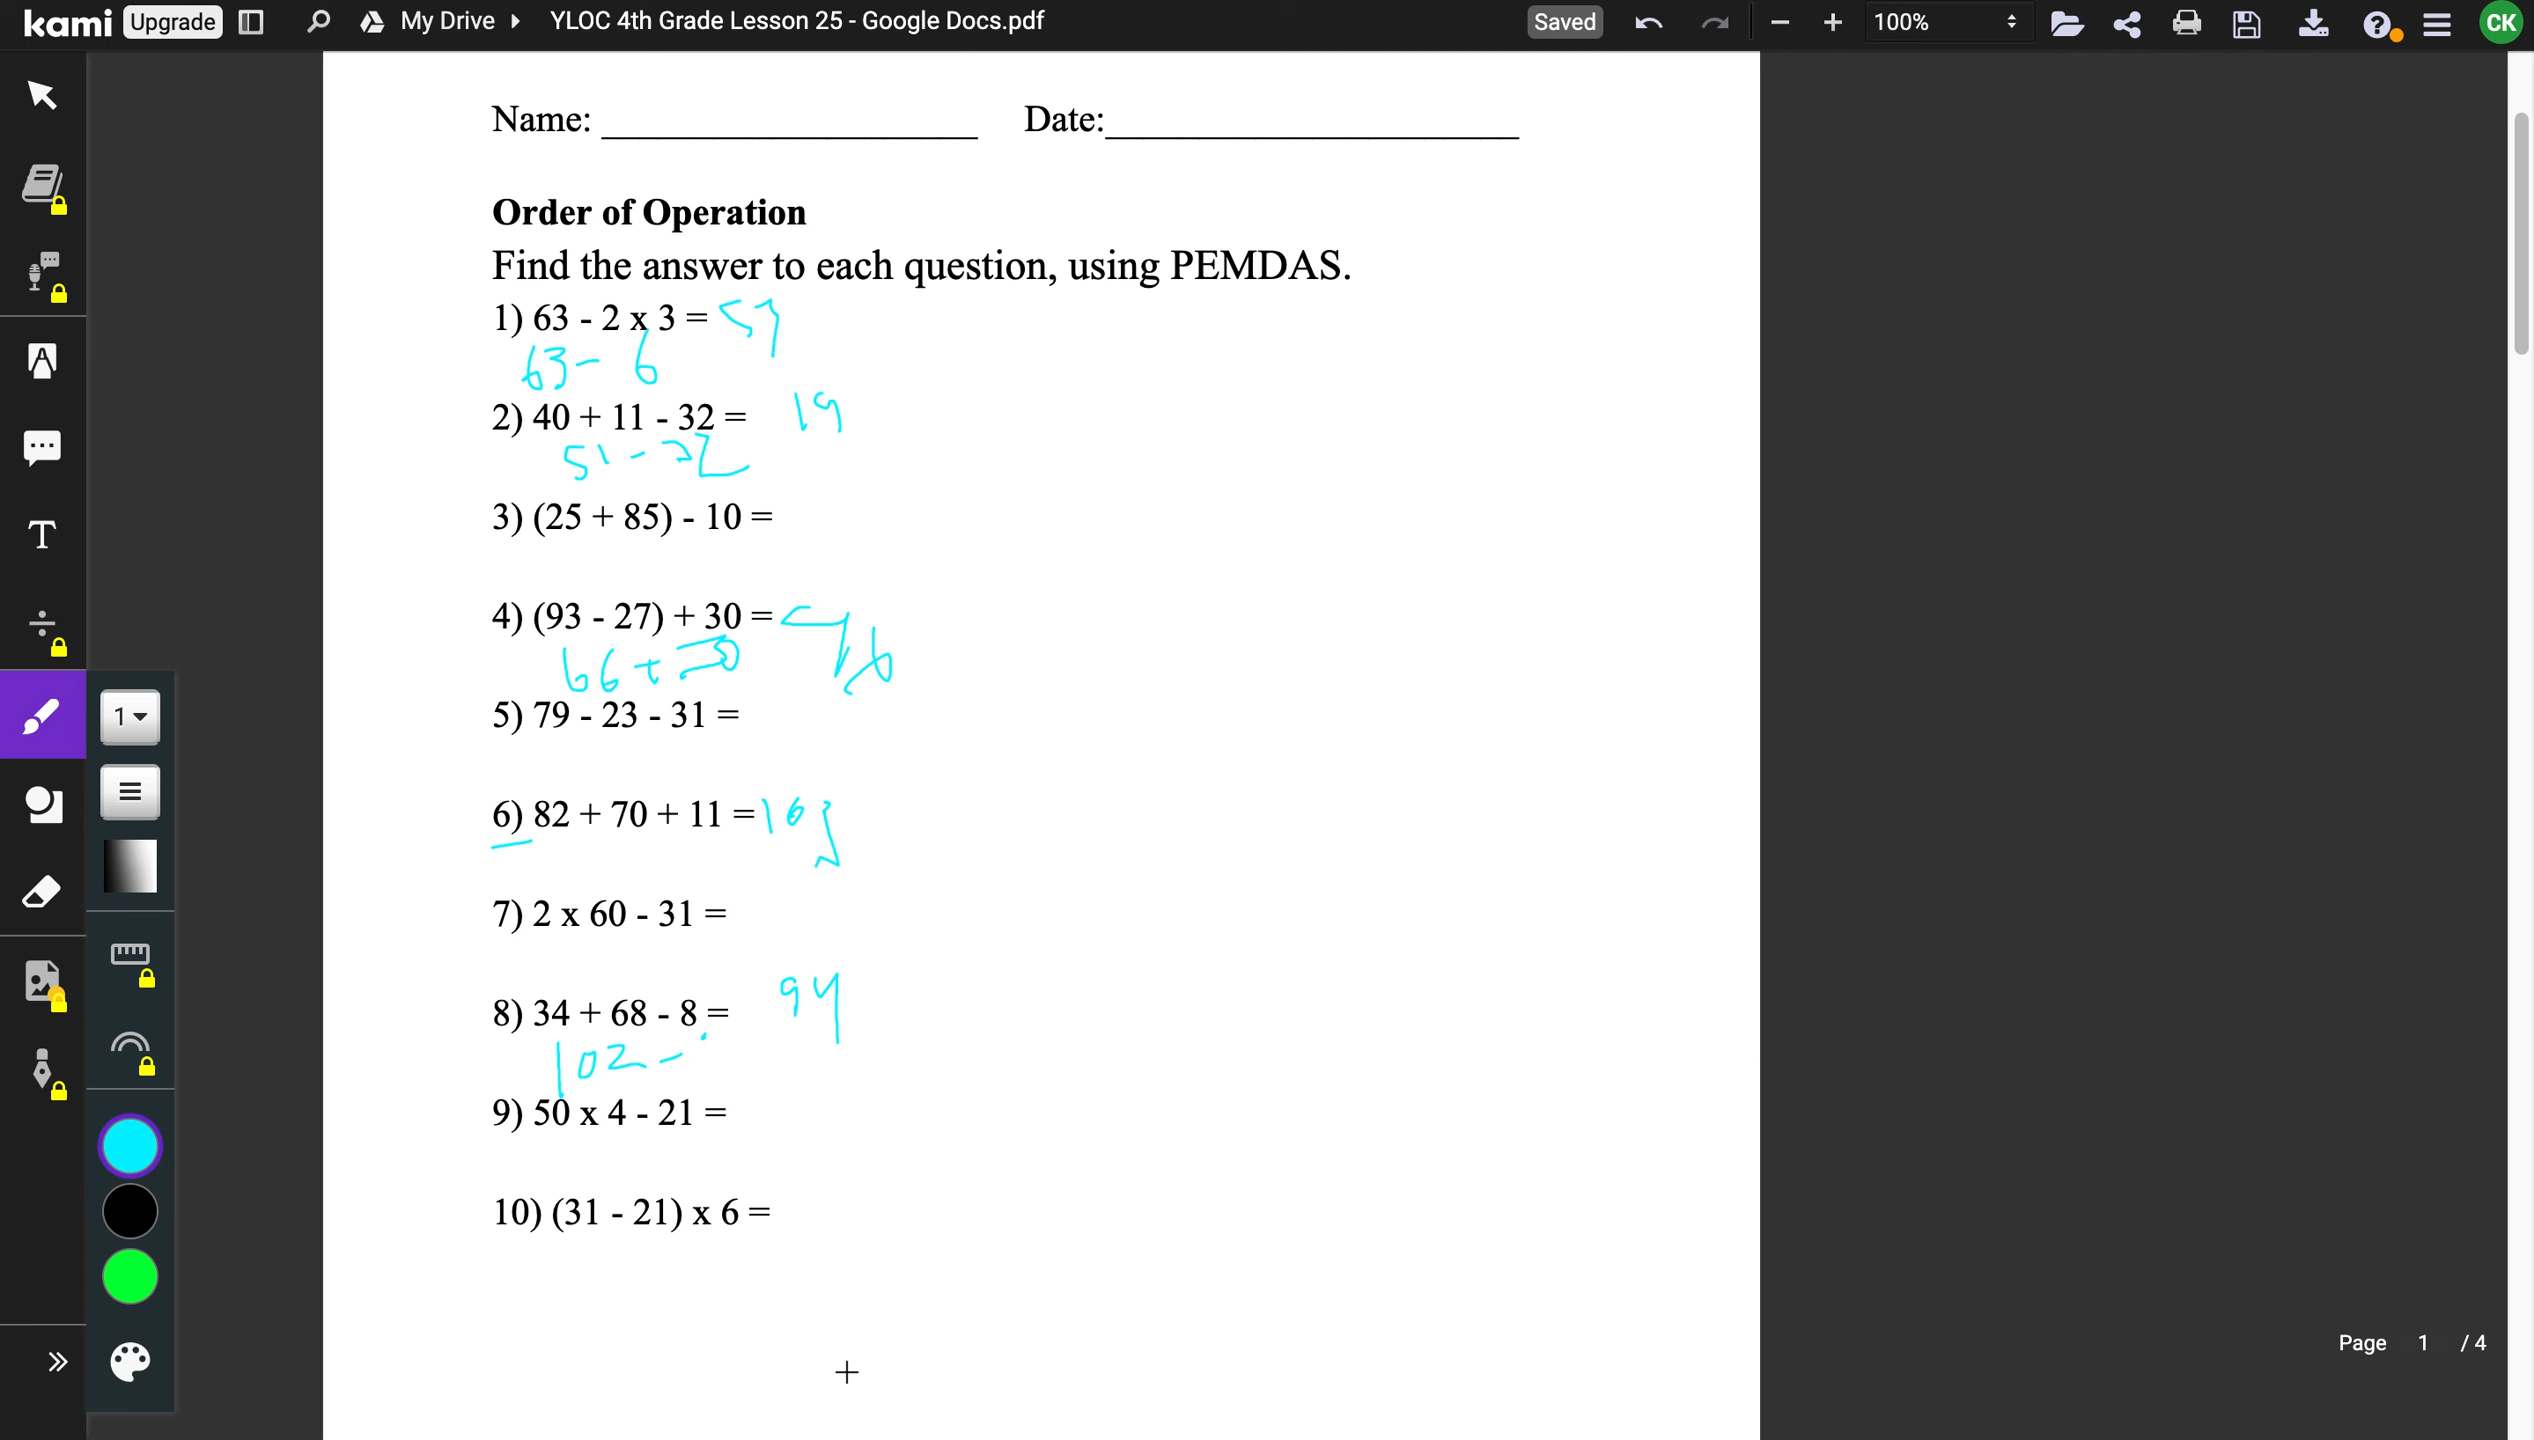 kami Upgrade My Drive YLOC 4th Grade Lesson 25 - Google Docs.pdf Saved 100% CK
Name: ____________________ Date:______________________
Order of Operation
Find the answer to each question, using PEMDAS.
1) 63 - 2 x 3 = 57
63 - 6
2) 40 + 11 - 32 = 19
51 - 32
3) (25 + 85) - 10 =
4) (93 - 27) + 30 =
66 + 30
5) 79 - 23 - 31 =
6) 82 + 70 + 11 = 163
7) 2 x 60 - 31 =
8) 34 + 68 - 8 = 94
102 -
9) 50 x 4 - 21 =
10) (31 - 21) x 6 =
1
Page 1 / 4